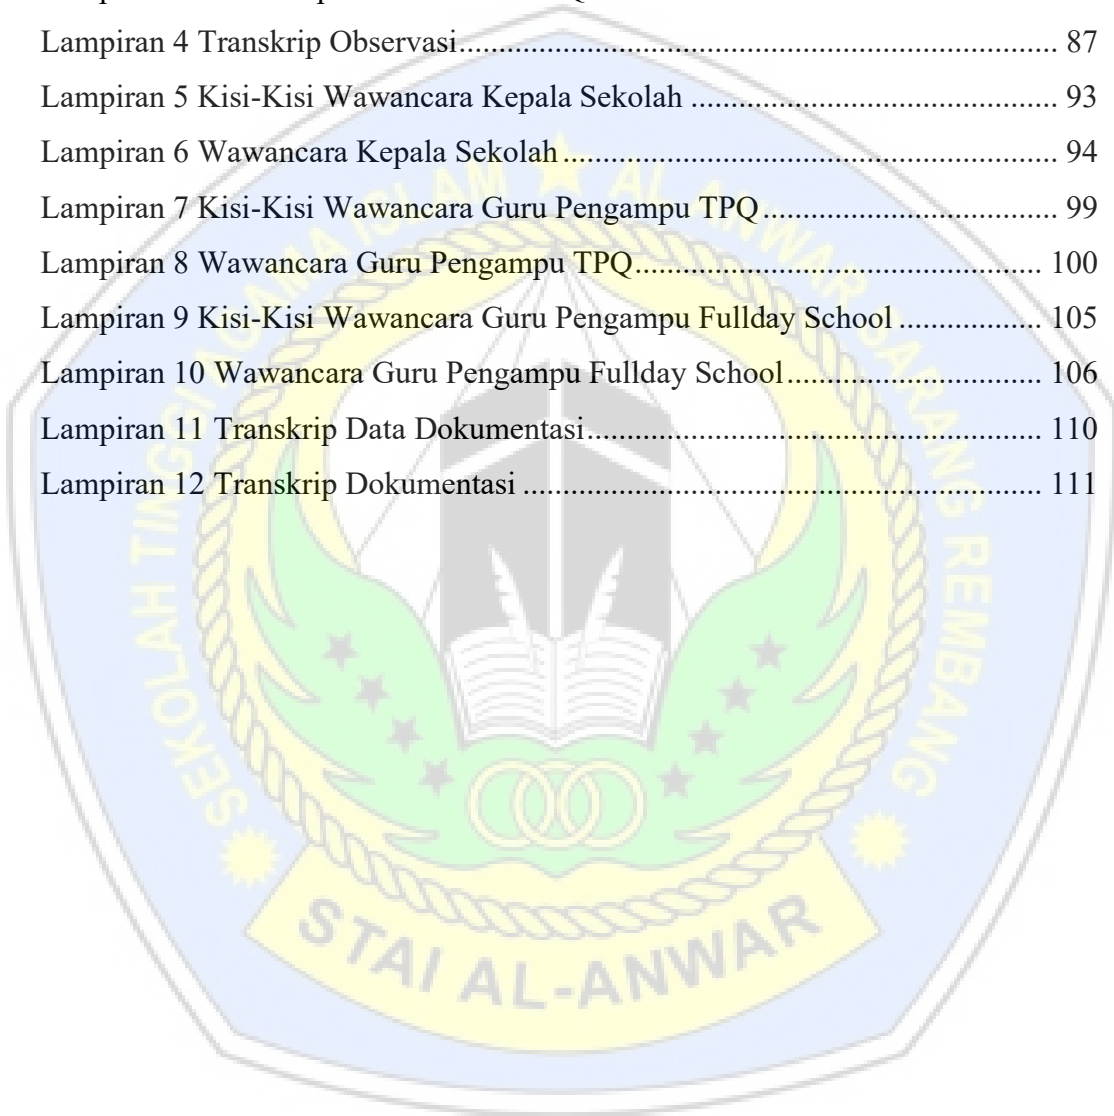 Lampiran 4 Transkrip Observasi........................................................................... 87
Lampiran 5 Kisi-Kisi Wawancara Kepala Sekolah .............................................. 93
Lampiran 6 Wawancara Kepala Sekolah.............................................................. 94
Lampiran 7 Kisi-Kisi Wawancara Guru Pengampu TPQ..................................... 99
Lampiran 8 Wawancara Guru Pengampu TPQ................................................... 100
Lampiran 9 Kisi-Kisi Wawancara Guru Pengampu Fullday School.................. 105
Lampiran 10 Wawancara Guru Pengampu Fullday School................................ 106
Lampiran 11 Transkrip Data Dokumentasi......................................................... 110
Lampiran 12 Transkrip Dokumentasi ................................................................. 111
SEKOLAH TINGGI AGAMA ISLAM ★ AL ANWAR SARANG REMBANG
STAI AL-ANWAR